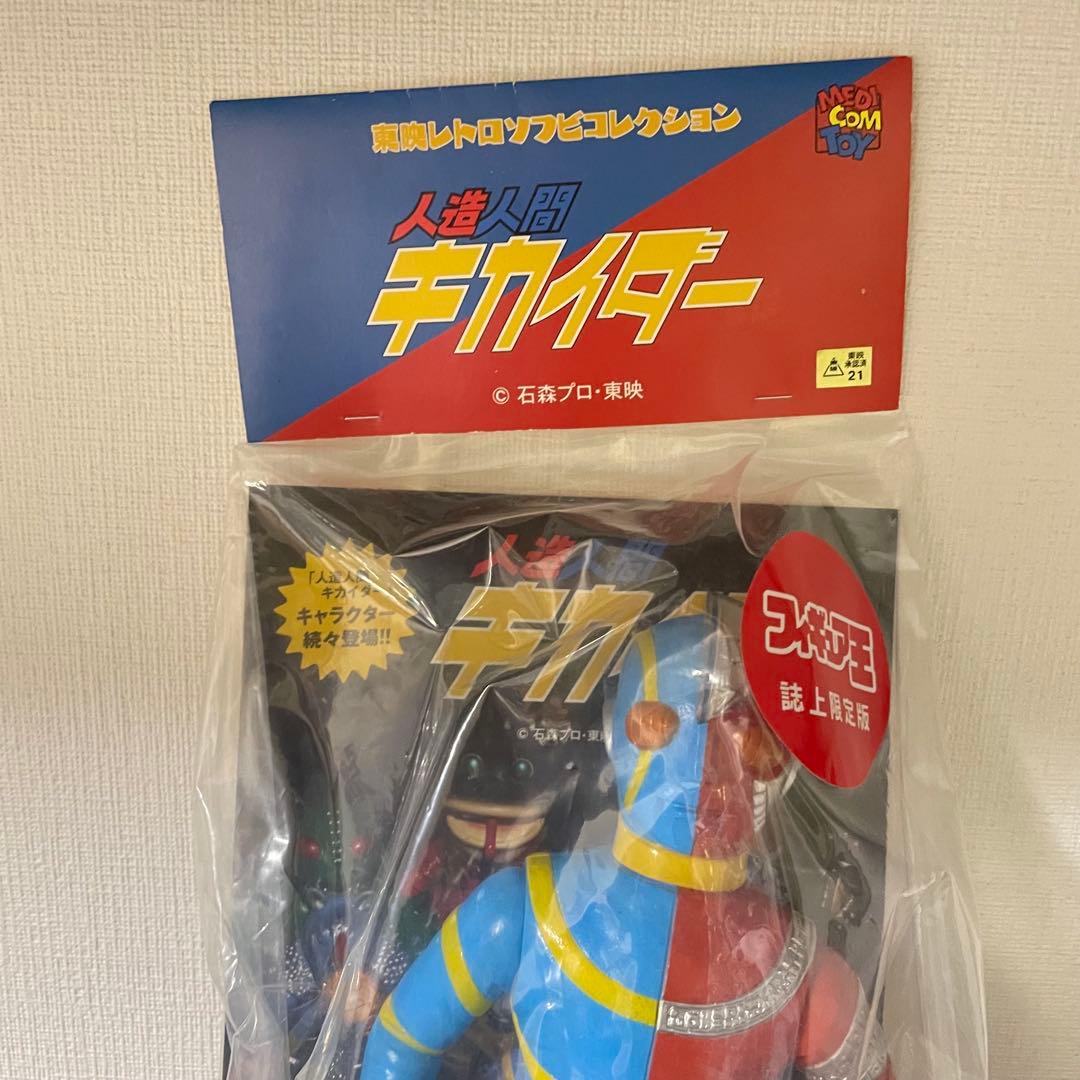 東映レトロソフビコレクション
MEDI
COM
TOY
人造人間
キカイダー
© 石森プロ・東映
東映
承認済
21
人造人間
キカ
「人造人間
キカイダー
キャラクター
続々登場!!
フィギュア王
誌上限定版
© 石森プロ・東